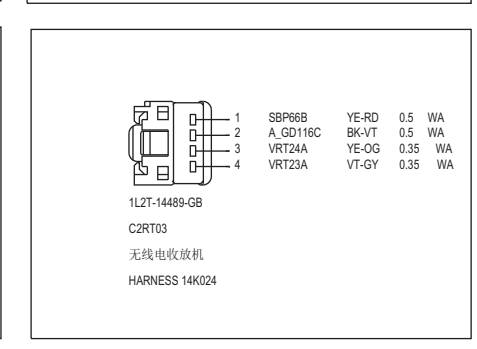 1 SBP66B YE-RD 0.5 WA
2 A_GD116C BK-VT 0.5 WA
3 VRT24A YE-OG 0.35 WA
4 VRT23A VT-GY 0.35 WA
1L2T-14489-GB
C2RT03
无线电收放机
HARNESS 14K024